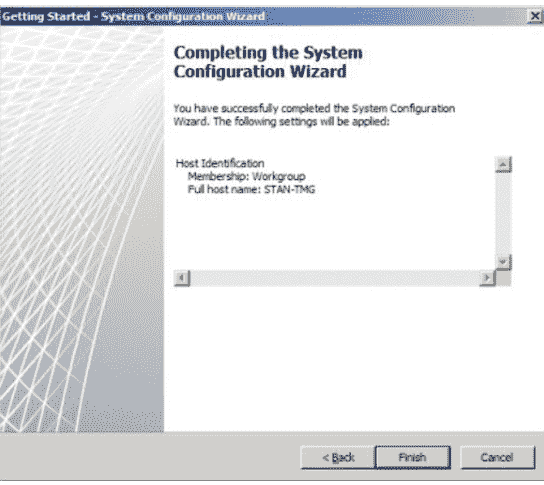 Getting Started - System Configuration Wizard
Completing the System
Configuration Wizard
You have successfully completed the System Configuration
Wizard. The following settings will be applied:
Host Identification
Membership: Workgroup
Full host name: STAN-TMG
< Back
Finish
Cancel